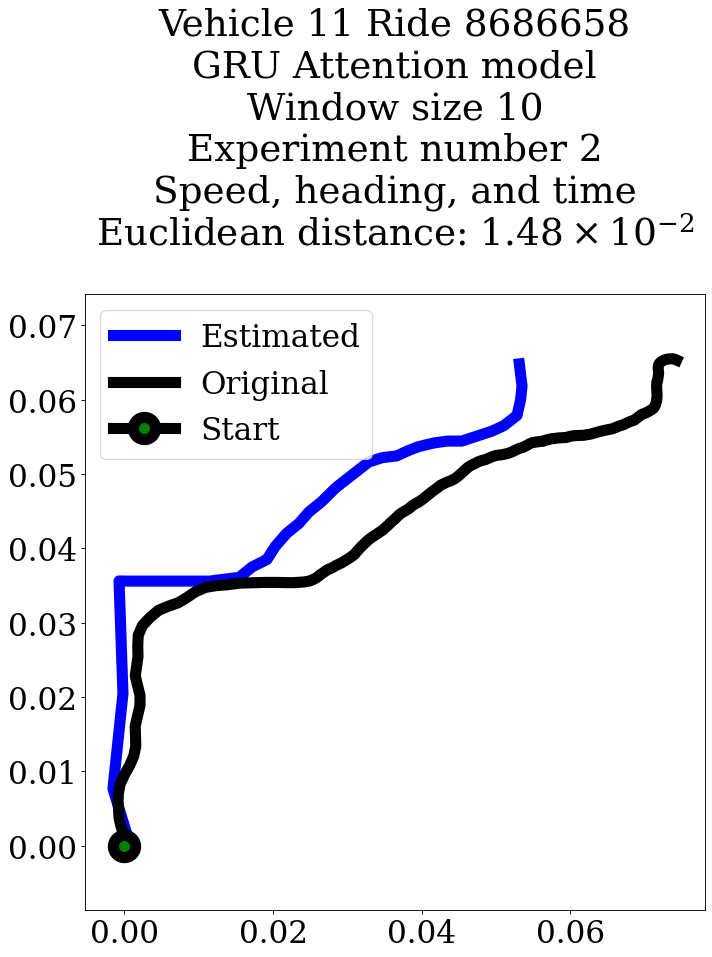 Vehicle 11 Ride 8686658
GRU Attention model
Window size 10
Experiment number 2
Speed, heading, and time
Euclidean distance: 1.48 × 10⁻²
Estimated
Original
Start
0.07
0.06
0.05
0.04
0.03
0.02
0.01
0.00
0.00 0.02 0.04 0.06